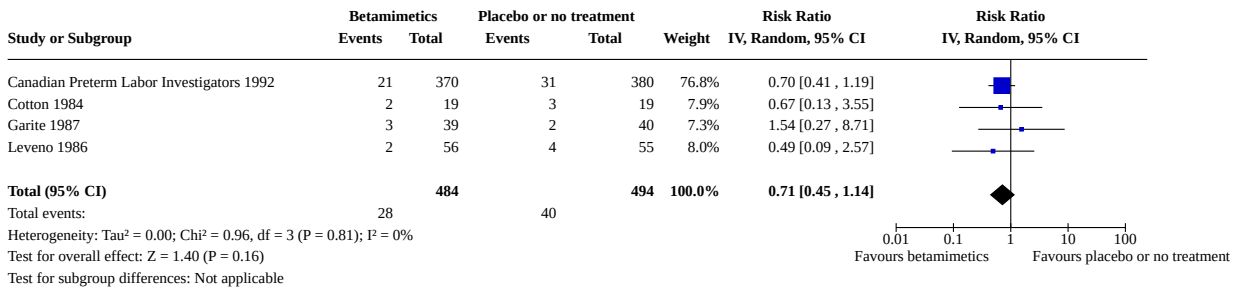 Betamimetics Placebo or no treatment Risk Ratio Risk Ratio
Study or Subgroup Events Total Events Total Weight IV, Random, 95% CI IV, Random, 95% CI
Canadian Preterm Labor Investigators 1992 21 370 31 380 76.8% 0.70 [0.41 , 1.19]
Cotton 1984 2 19 3 19 7.9% 0.67 [0.13 , 3.55]
Garite 1987 3 39 2 40 7.3% 1.54 [0.27 , 8.71]
Leveno 1986 2 56 4 55 8.0% 0.49 [0.09 , 2.57]
Total (95% CI) 484 494 100.0% 0.71 [0.45 , 1.14]
Total events: 28 40
Heterogeneity: Tau² = 0.00; Chi² = 0.96, df = 3 (P = 0.81); I² = 0% 0.01 0.1 1 10 100
Test for overall effect: Z = 1.40 (P = 0.16) Favours betamimetics Favours placebo or no treatment
Test for subgroup differences: Not applicable